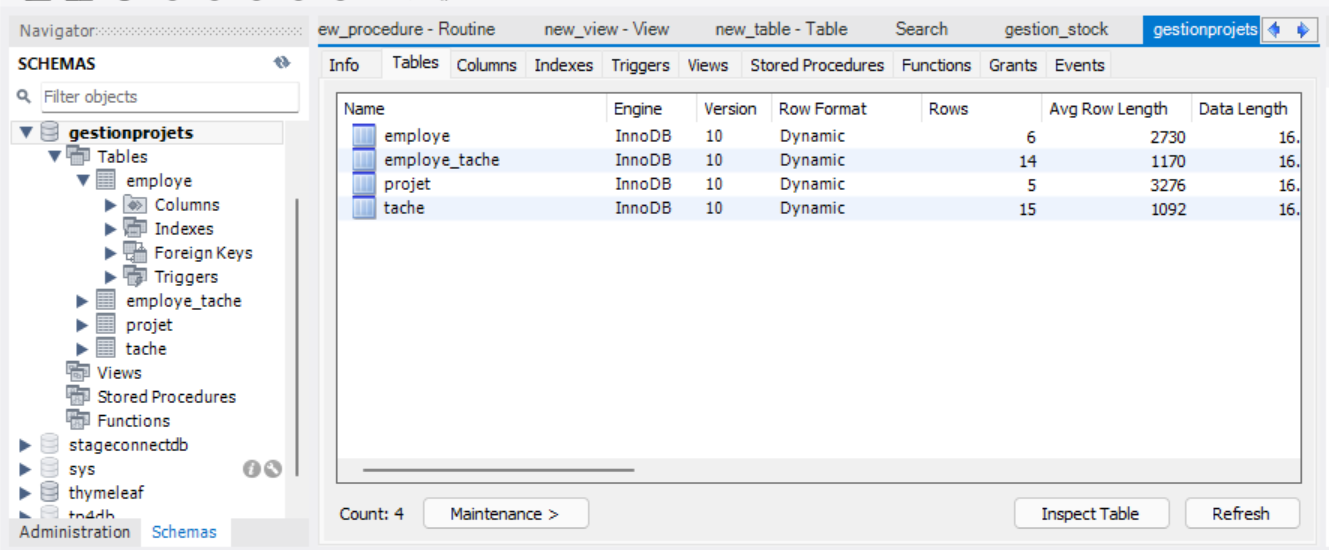 Navigator
SCHEMAS
Filter objects
gestionprojets
Tables
employe
Columns
Indexes
Foreign Keys
Triggers
employe_tache
projet
tache
Views
Stored Procedures
Functions
stageconnectdb
sys
thymeleaf
tp4db
Administration Schemas
ew_procedure - Routine new_view - View new_table - Table Search gestion_stock gestionprojets
Info Tables Columns Indexes Triggers Views Stored Procedures Functions Grants Events
Name Engine Version Row Format Rows Avg Row Length Data Length
employe InnoDB 10 Dynamic 6 2730 16.
employe_tache InnoDB 10 Dynamic 14 1170 16.
projet InnoDB 10 Dynamic 5 3276 16.
tache InnoDB 10 Dynamic 15 1092 16.
Count: 4 Maintenance > Inspect Table Refresh